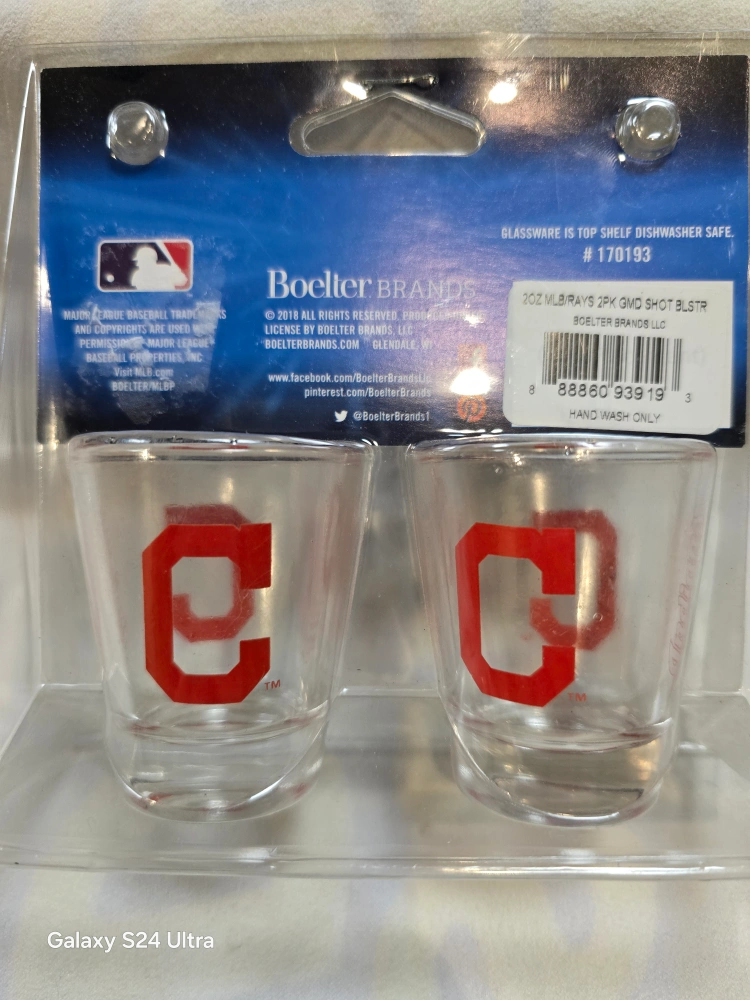 GLASSWARE IS TOP SHELF DISHWASHER SAFE.
# 170193
MAJOR LEAGUE BASEBALL TRADEMARKS
AND COPYRIGHTS ARE USED WITH
PERMISSION OF MAJOR LEAGUE
BASEBALL PROPERTIES, INC
Visit MLB.com
BOELTER/MLBP
Boelter BRANDS
© 2018 ALL RIGHTS RESERVED.
LICENSE BY BOELTER BRANDS, LLC
BOELTERBRANDS.COM GLENDALE, WI
www.facebook.com/BoelterBrandsLLC
pinterest.com/BoelterBrands
@BoelterBrands1
2OZ MLB/RAYS 2PK GMD SHOT BLSTR
BOELTER BRANDS LLC
8 88860 93919 3
HAND WASH ONLY
C TM
C TM
Galaxy S24 Ultra